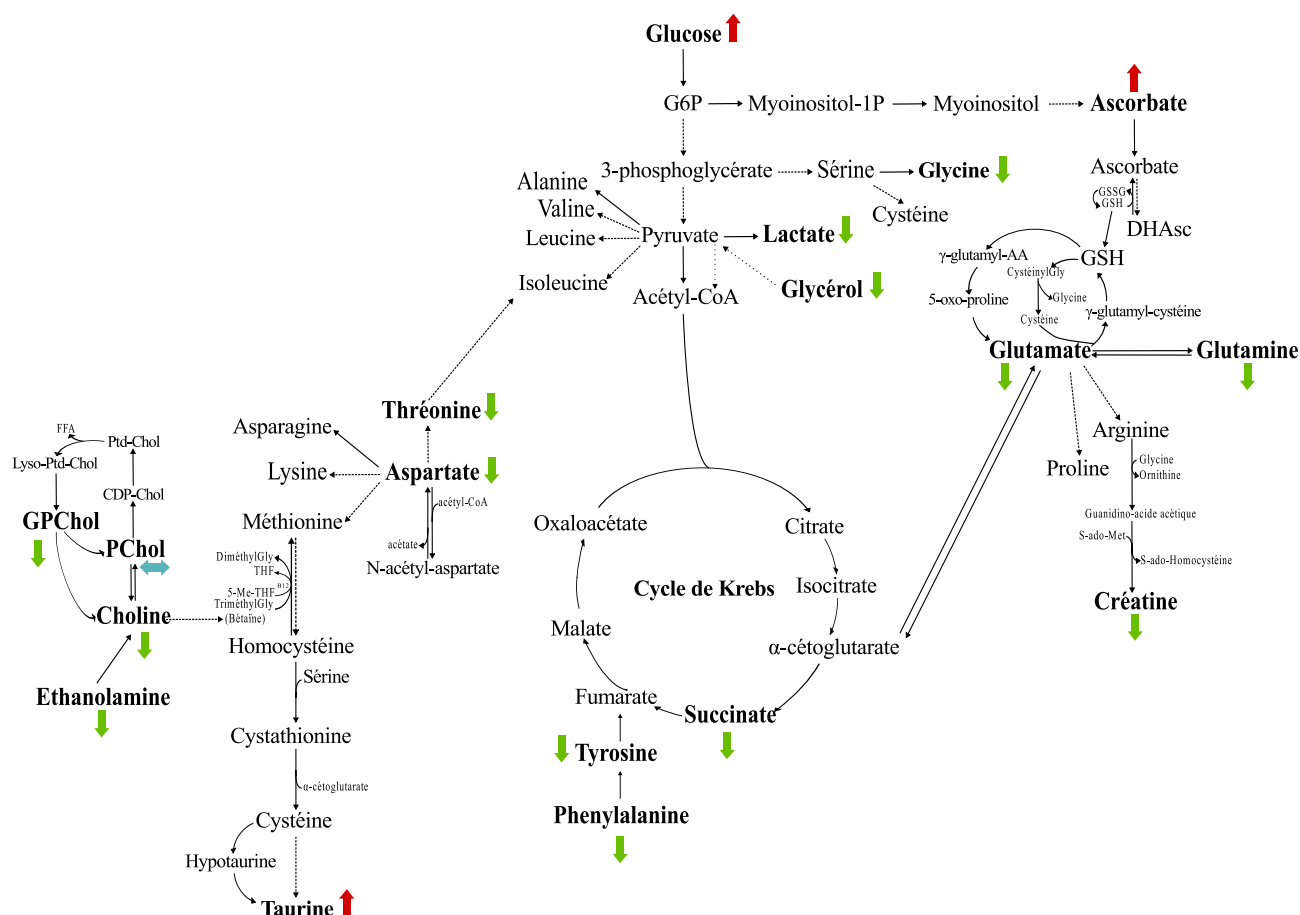 Glucose
G6P
Myoinositol-1P
Myoinositol
Ascorbate
3-phosphoglycérate
Sérine
Glycine
Cystéine
Ascorbate
GSSG
GSH
DHAsc
Alanine
Valine
Leucine
Isoleucine
Pyruvate
Lactate
Acétyl-CoA
Glycérol
GSH
γ-glutamyl-AA
CystéinylGly
Glycine
5-oxo-proline
Cystéine
γ-glutamyl-cystéine
Glutamate
Glutamine
Thréonine
Asparagine
Lysine
Aspartate
acétyl-CoA
acétate
N-acétyl-aspartate
Méthionine
FFA
Ptd-Chol
Lyso-Ptd-Chol
CDP-Chol
GPChol
PChol
Choline
Ethanolamine
DiméthylGly
THF
B12
5-Me-THF
TriméthylGly
(Bétaïne)
Homocystéine
Sérine
Cystathionine
α-cétoglutarate
Cystéine
Hypotaurine
Taurine
Oxaloacétate
Citrate
Cycle de Krebs
Isocitrate
Malate
α-cétoglutarate
Fumarate
Succinate
Tyrosine
Phenylalanine
Arginine
Proline
Glycine
Ornithine
Guanidino-acide acétique
S-ado-Met
S-ado-Homocystéine
Créatine